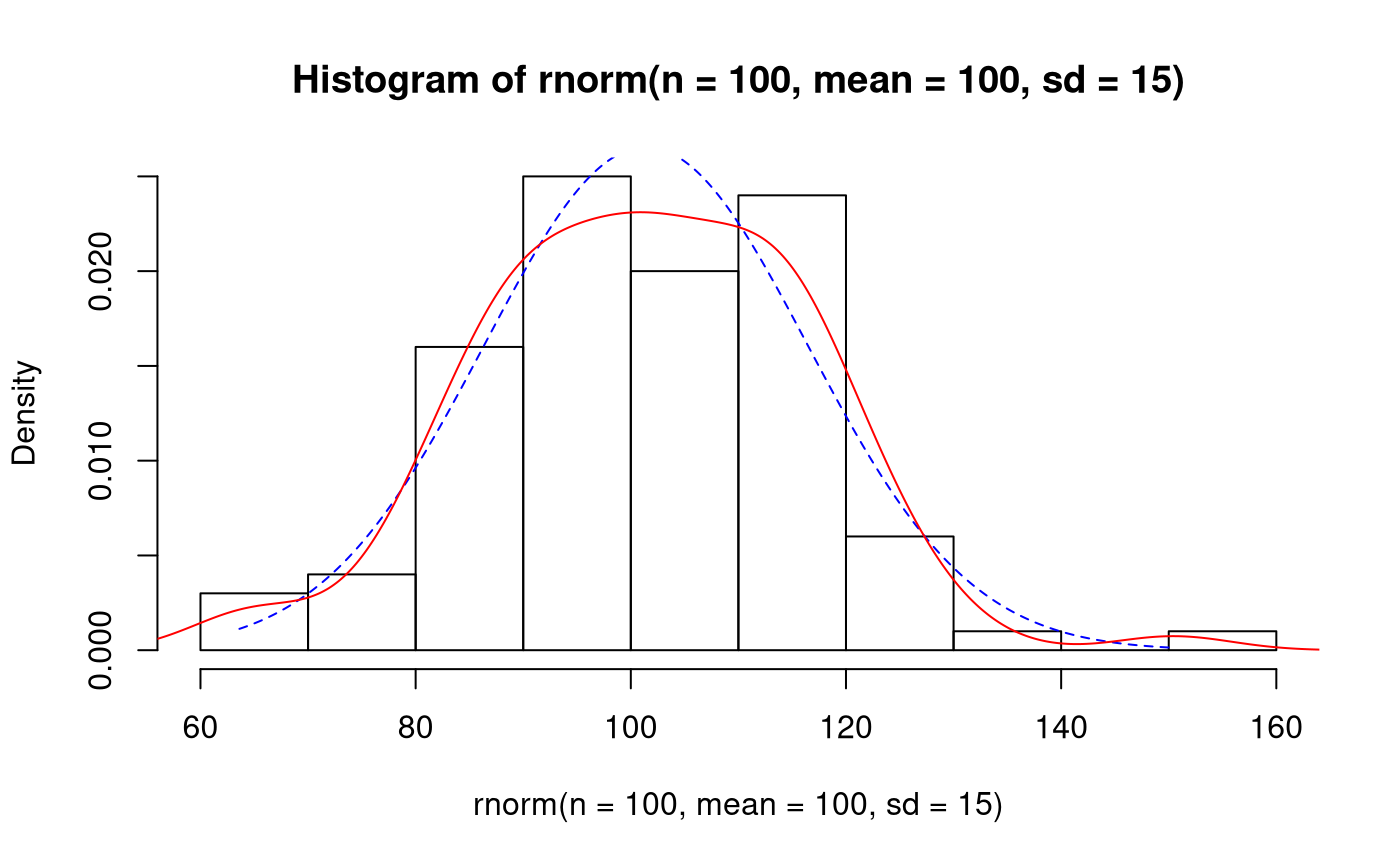 Histogram of rnorm(n = 100, mean = 100, sd = 15)
Density
0.020
0.010
0.000
60 80 100 120 140 160
rnorm(n = 100, mean = 100, sd = 15)